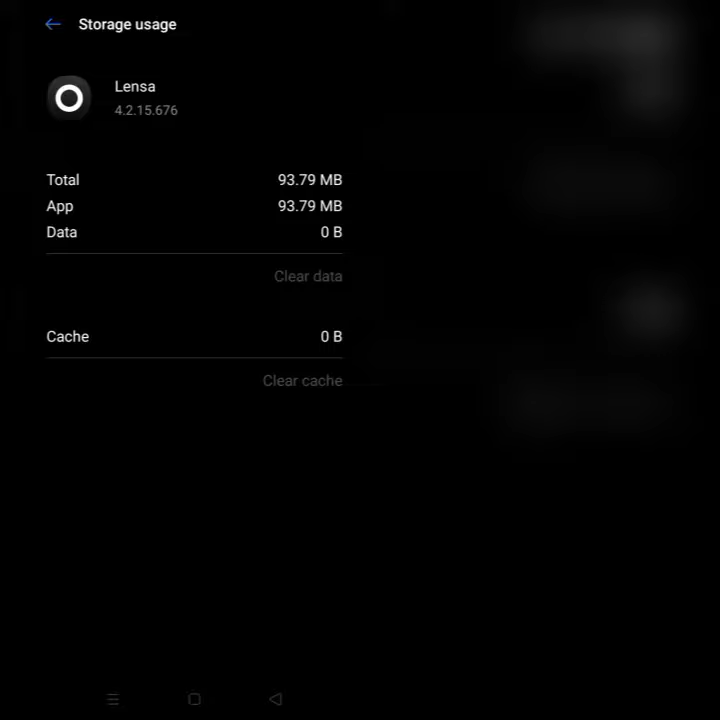 Storage usage
Lensa
4.2.15.676
Total 93.79 MB
App 93.79 MB
Data 0 B
Clear data
Cache 0 B
Clear cache